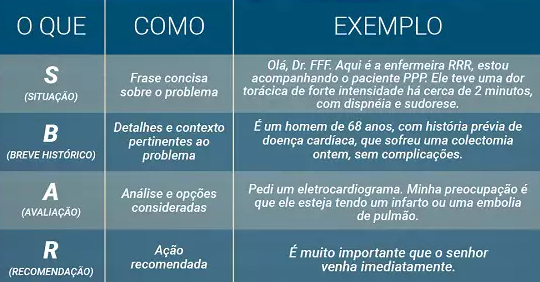 O QUE
COMO
EXEMPLO
S
(SITUAÇÃO)
Frase concisa
sobre o problema
Olá, Dr. FFF. Aqui é a enfermeira RRR, estou
acompanhando o paciente PPP. Ele teve uma dor
torácica de forte intensidade há cerca de 2 minutos,
com dispnéia e sudorese.
B
(BREVE HISTÓRICO)
Detalhes e contexto
pertinentes ao
problema
É um homem de 68 anos, com história prévia de
doença cardíaca, que sofreu uma colectomia
ontem, sem complicações.
A
(AVALIAÇÃO)
Análise e opções
consideradas
Pedi um eletrocardiograma. Minha preocupação é
que ele esteja tendo um infarto ou uma embolia
de pulmão.
R
(RECOMENDAÇÃO)
Ação
recomendada
É muito importante que o senhor
venha imediatamente.